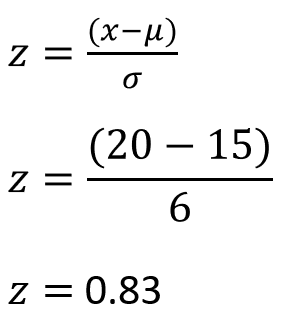 z = (x−μ)/σ
z = (20 − 15)/6
z = 0.83